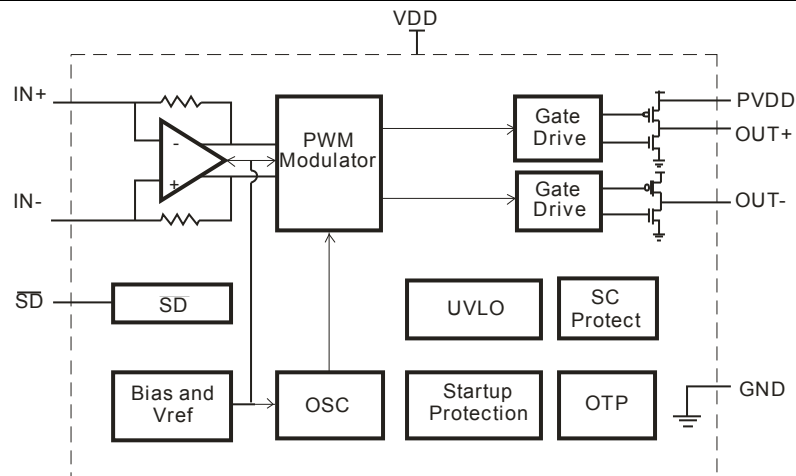 VDD
IN+
-
+
IN-
PWM
Modulator
Gate
Drive
PVDD
OUT+
Gate
Drive
OUT-
SD
SD
UVLO
SC
Protect
Bias and
Vref
OSC
Startup
Protection
OTP
GND